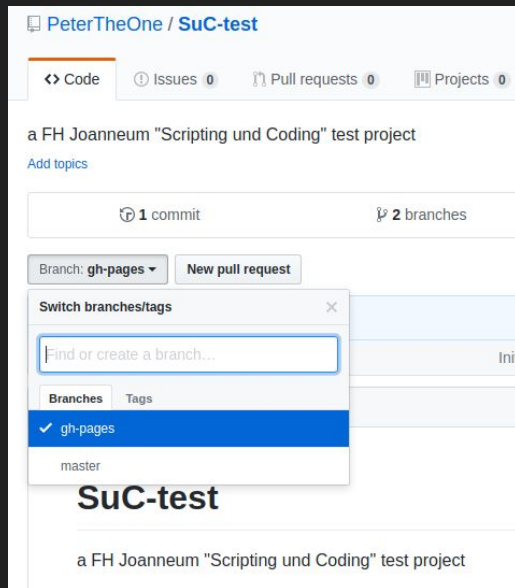 PeterTheOne / SuC-test
Code Issues 0 Pull requests 0 Projects 0
a FH Joanneum "Scripting und Coding" test project
Add topics
1 commit 2 branches
Branch: gh-pages New pull request
Switch branches/tags
Find or create a branch...
Branches Tags
gh-pages
master
SuC-test
a FH Joanneum "Scripting und Coding" test project